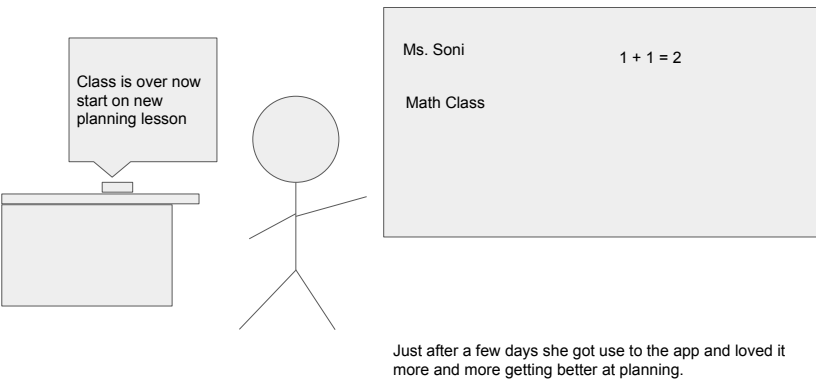 Class is over now
start on new
planning lesson
Ms. Soni
1 + 1 = 2
Math Class
Just after a few days she got use to the app and loved it
more and more getting better at planning.